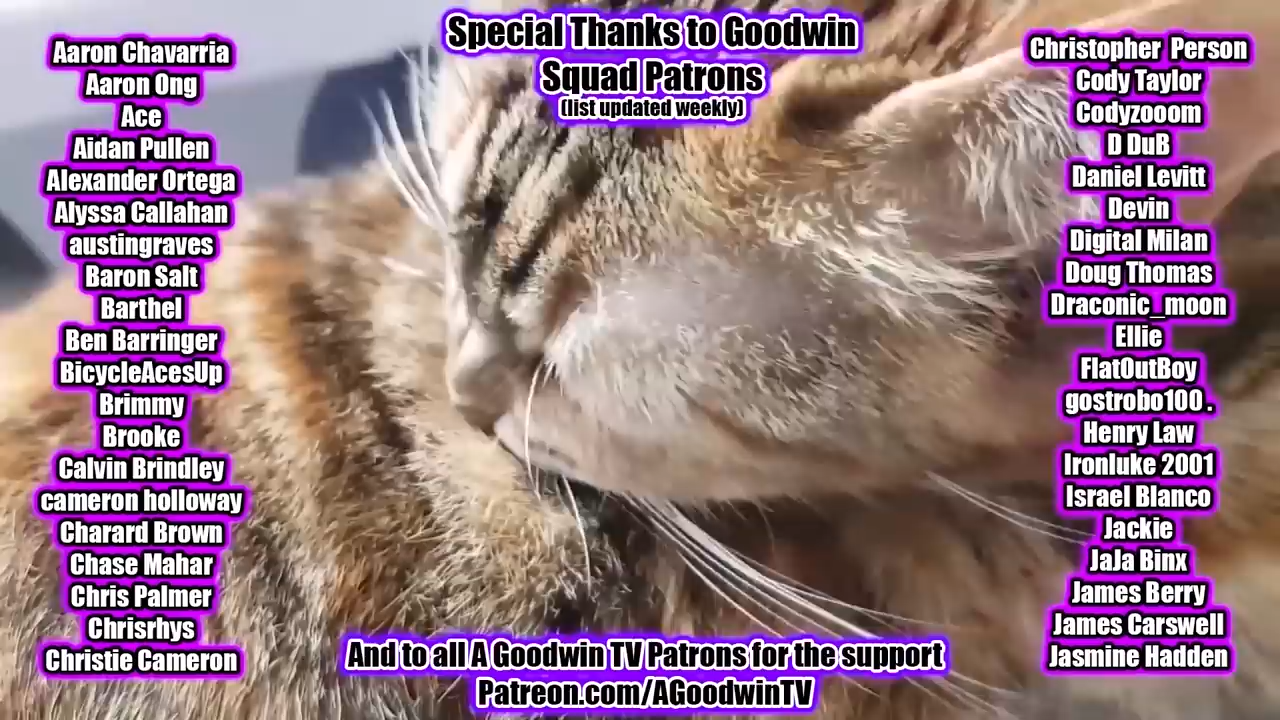 Special Thanks to Goodwin
Squad Patrons
(list updated weekly)
Aaron Chavarria
Aaron Ong
Ace
Aidan Pullen
Alexander Ortega
Alyssa Callahan
austingraves
Baron Salt
Barthel
Ben Barringer
BicycleAcesUp
Brimmy
Brooke
Calvin Brindley
cameron holloway
Charard Brown
Chase Mahar
Chris Palmer
Chrisrhys
Christie Cameron
Christopher Person
Cody Taylor
Codyzooom
D DuB
Daniel Levitt
Devin
Digital Milan
Doug Thomas
Draconic_moon
Ellie
FlatOutBoy
gostrobo100 .
Henry Law
Ironluke 2001
Israel Blanco
Jackie
JaJa Binx
James Berry
James Carswell
Jasmine Hadden
And to all A Goodwin TV Patrons for the support
Patreon.com/AGoodwinTV